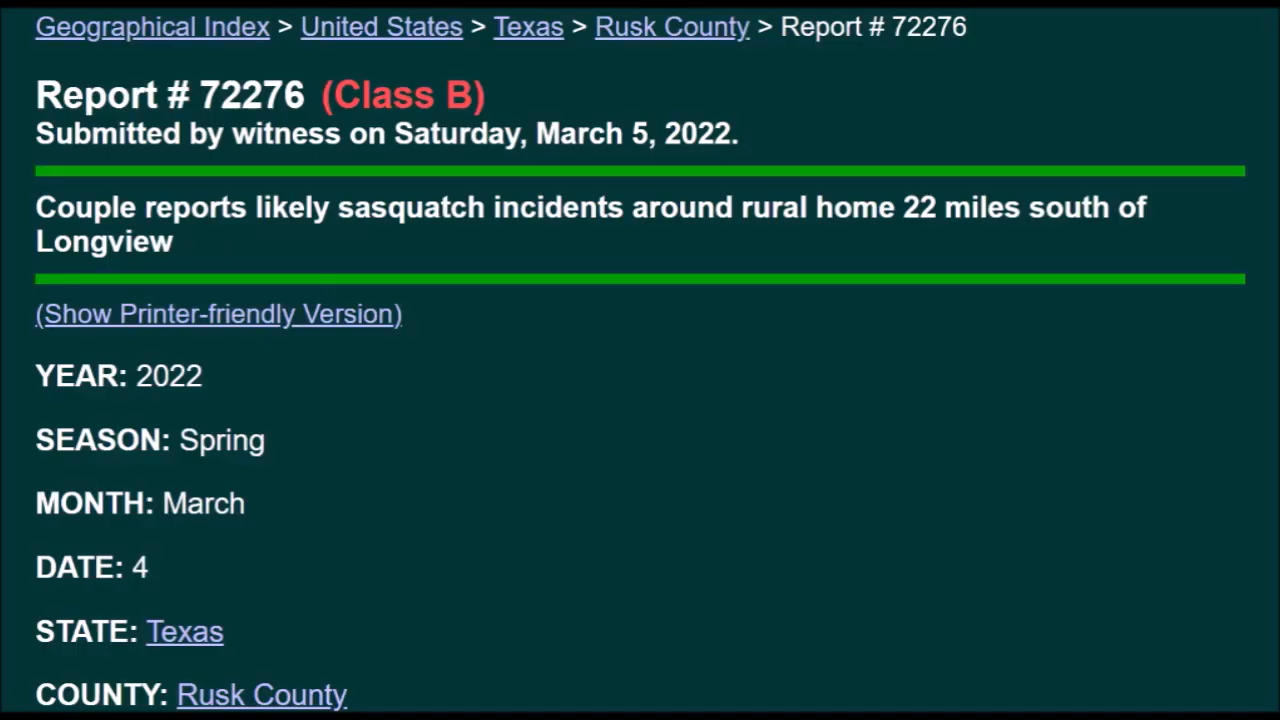 Geographical Index > United States > Texas > Rusk County > Report # 72276
Report # 72276 (Class B)
Submitted by witness on Saturday, March 5, 2022.
Couple reports likely sasquatch incidents around rural home 22 miles south of
Longview
(Show Printer-friendly Version)
YEAR: 2022
SEASON: Spring
MONTH: March
DATE: 4
STATE: Texas
COUNTY: Rusk County